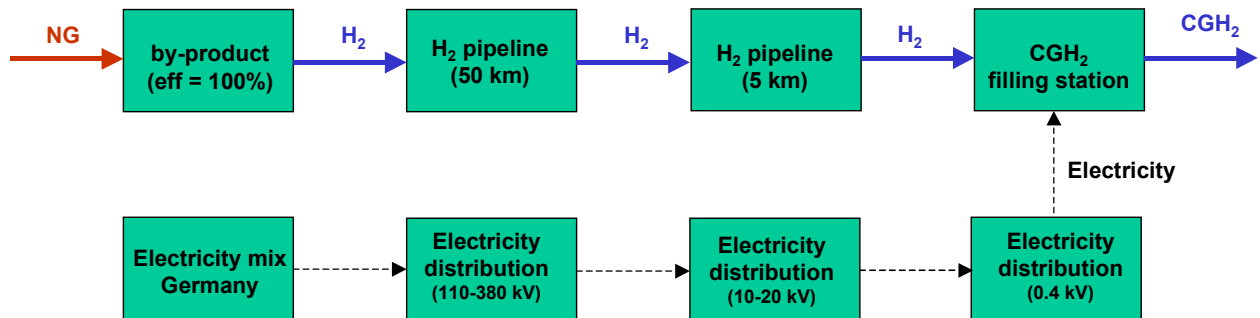 NG
by-product
(eff = 100%)
H₂
H₂ pipeline
(50 km)
H₂
H₂ pipeline
(5 km)
H₂
CGH₂
filling station
CGH₂
Electricity
Electricity mix
Germany
Electricity
distribution
(110-380 kV)
Electricity
distribution
(10-20 kV)
Electricity
distribution
(0.4 kV)